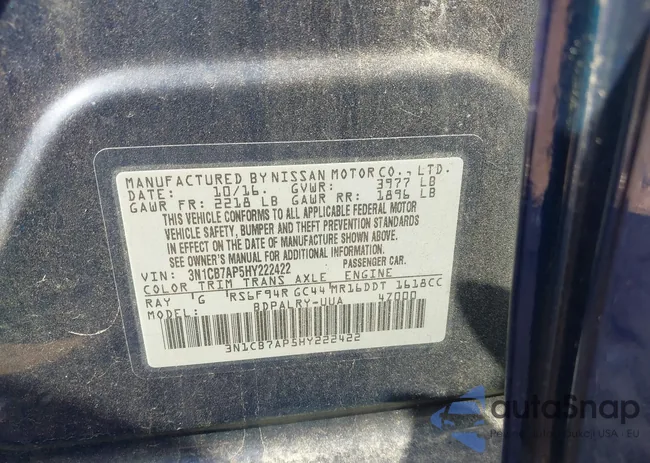 MANUFACTURED BY NISSAN MOTOR CO., LTD.
DATE: 10/16. GVWR: 3977 LB
GAWR FR: 2218 LB GAWR RR: 1896 LB
THIS VEHICLE CONFORMS TO ALL APPLICABLE FEDERAL MOTOR
VEHICLE SAFETY, BUMPER AND THEFT PREVENTION STANDARDS
IN EFFECT ON THE DATE OF MANUFACTURE SHOWN ABOVE.
SEE OWNER'S MANUAL FOR ADDITIONAL INFORMATION.
VIN: 3N1CB7AP5HY222422 PASSENGER CAR.
COLOR TRIM TRANS AXLE ENGINE
RAY G RS6F94R GC44 MR16DDT 1618CC
MODEL: BDPALRY-UUA 47000
3N1CB7AP5HY222422
autoSnap
USA - EU